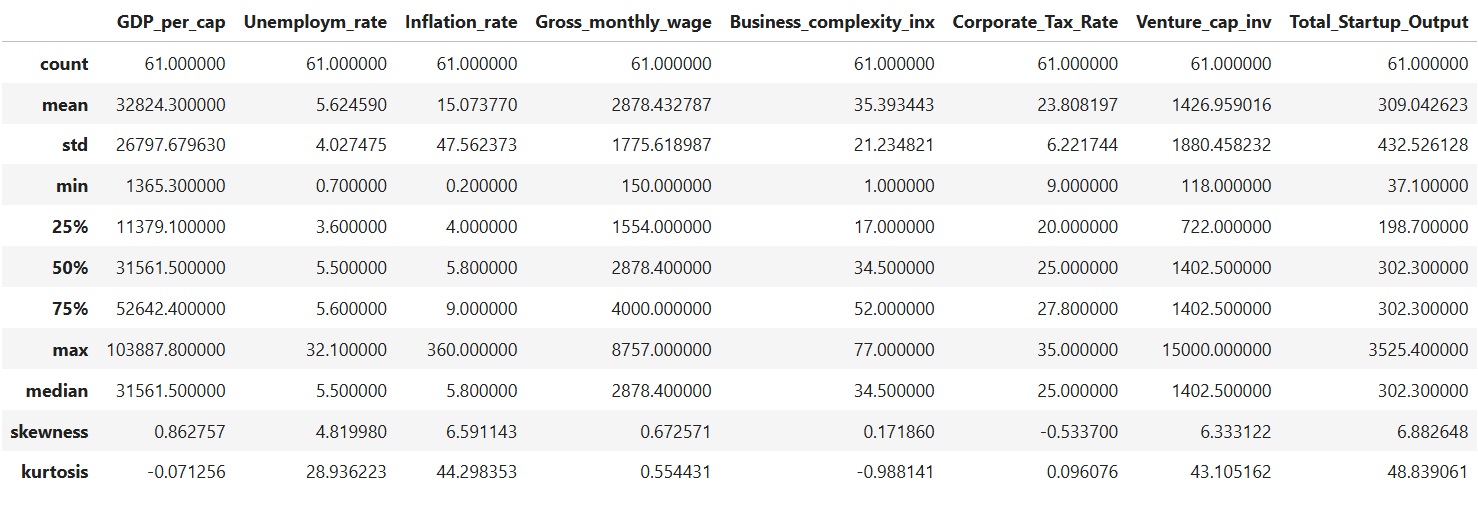 GDP_per_cap Unemploym_rate Inflation_rate Gross_monthly_wage Business_complexity_inx Corporate_Tax_Rate Venture_cap_inv Total_Startup_Output
count 61.000000 61.000000 61.000000 61.000000 61.000000 61.000000 61.000000 61.000000
mean 32824.300000 5.624590 15.073770 2878.432787 35.393443 23.808197 1426.959016 309.042623
std 26797.679630 4.027475 47.562373 1775.618987 21.234821 6.221744 1880.458232 432.526128
min 1365.300000 0.700000 0.200000 150.000000 1.000000 9.000000 118.000000 37.100000
25% 11379.100000 3.600000 4.000000 1554.000000 17.000000 20.000000 722.000000 198.700000
50% 31561.500000 5.500000 5.800000 2878.400000 34.500000 25.000000 1402.500000 302.300000
75% 52642.400000 5.600000 9.000000 4000.000000 52.000000 27.800000 1402.500000 302.300000
max 103887.800000 32.100000 360.000000 8757.000000 77.000000 35.000000 15000.000000 3525.400000
median 31561.500000 5.500000 5.800000 2878.400000 34.500000 25.000000 1402.500000 302.300000
skewness 0.862757 4.819980 6.591143 0.672571 0.171860 -0.533700 6.333122 6.882648
kurtosis -0.071256 28.936223 44.298353 0.554431 -0.988141 0.096076 43.105162 48.839061